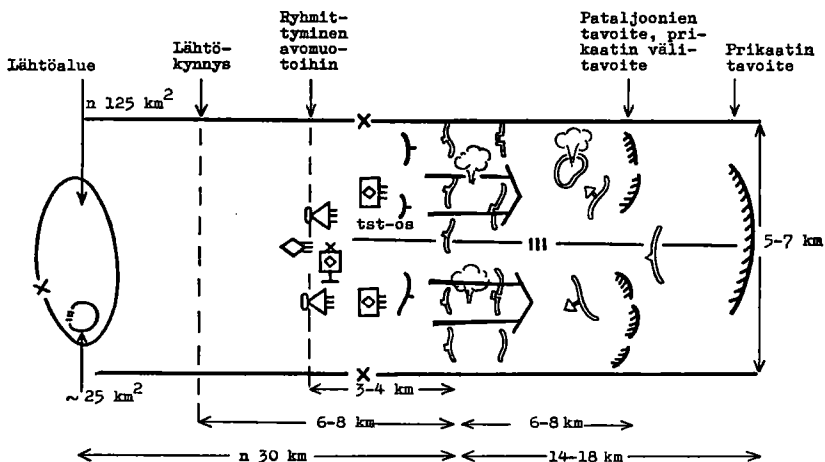 Lähtöalue
Lähtö-
kynnys
Ryhmit-
tyminen
avomuo-
toihin
Pataljoonien
tavoite, pri-
kaatin väli-
tavoite
Prikaatin
tavoite
n 125 km²
tst-os
5-7 km
~ 25 km²
3-4 km
6-8 km
6-8 km
n 30 km
14-18 km